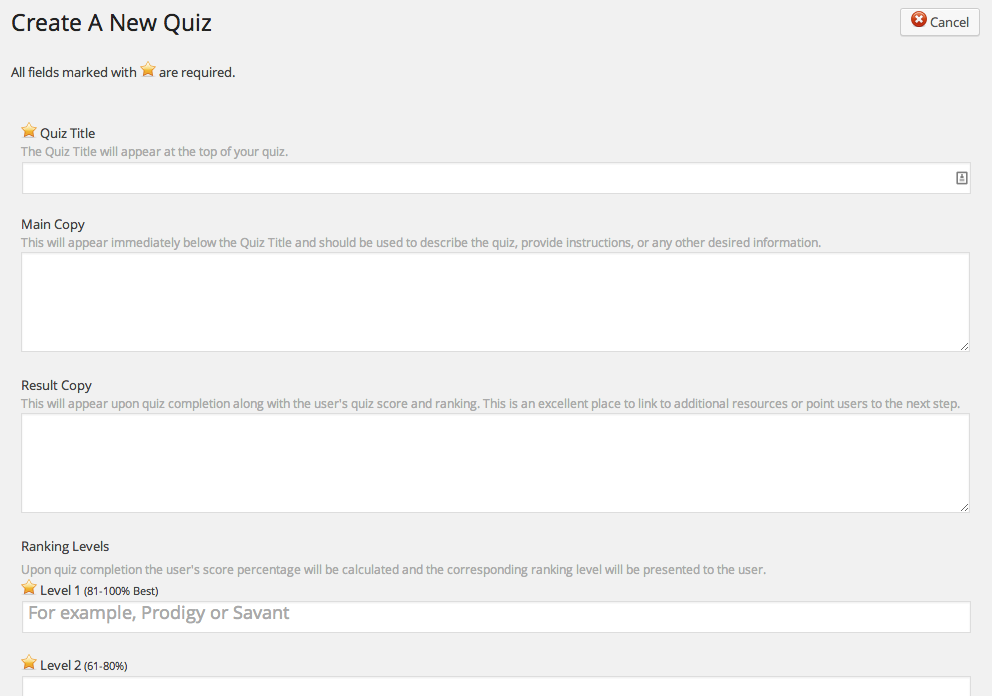 Create A New Quiz
Cancel
All fields marked with are required.
Quiz Title
The Quiz Title will appear at the top of your quiz.
Main Copy
This will appear immediately below the Quiz Title and should be used to describe the quiz, provide instructions, or any other desired information.
Result Copy
This will appear upon quiz completion along with the user's quiz score and ranking. This is an excellent place to link to additional resources or point users to the next step.
Ranking Levels
Upon quiz completion the user's score percentage will be calculated and the corresponding ranking level will be presented to the user.
Level 1 (81-100% Best)
For example, Prodigy or Savant
Level 2 (61-80%)